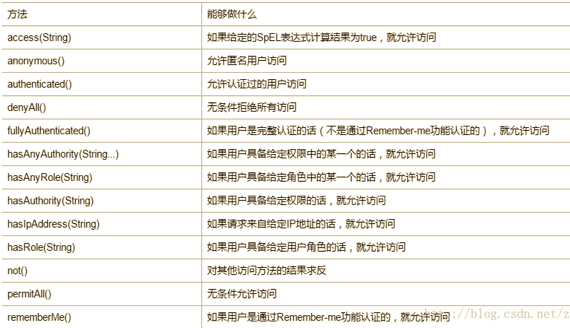 方法 能够做什么
access(String) 如果给定的SpEL表达式计算结果为true，就允许访问
anonymous() 允许匿名用户访问
authenticated() 允许认证过的用户访问
denyAll() 无条件拒绝所有访问
fullyAuthenticated() 如果用户是完整认证的话（不是通过Remember-me功能认证的），就允许访问
hasAnyAuthority(String...) 如果用户具备给定权限中的某一个的话，就允许访问
hasAnyRole(String) 如果用户具备给定角色中的某一个的话，就允许访问
hasAuthority(String) 如果用户具备给定权限的话，就允许访问
hasIpAddress(String) 如果请求来自给定IP地址的话，就允许访问
hasRole(String) 如果用户具备给定用户角色的话，就允许访问
not() 对其他访问方法的结果求反
permitAll() 无条件允许访问
rememberMe() 如果用户是通过Remember-me功能认证的，就允许访问
http://blog.csdn.net/z